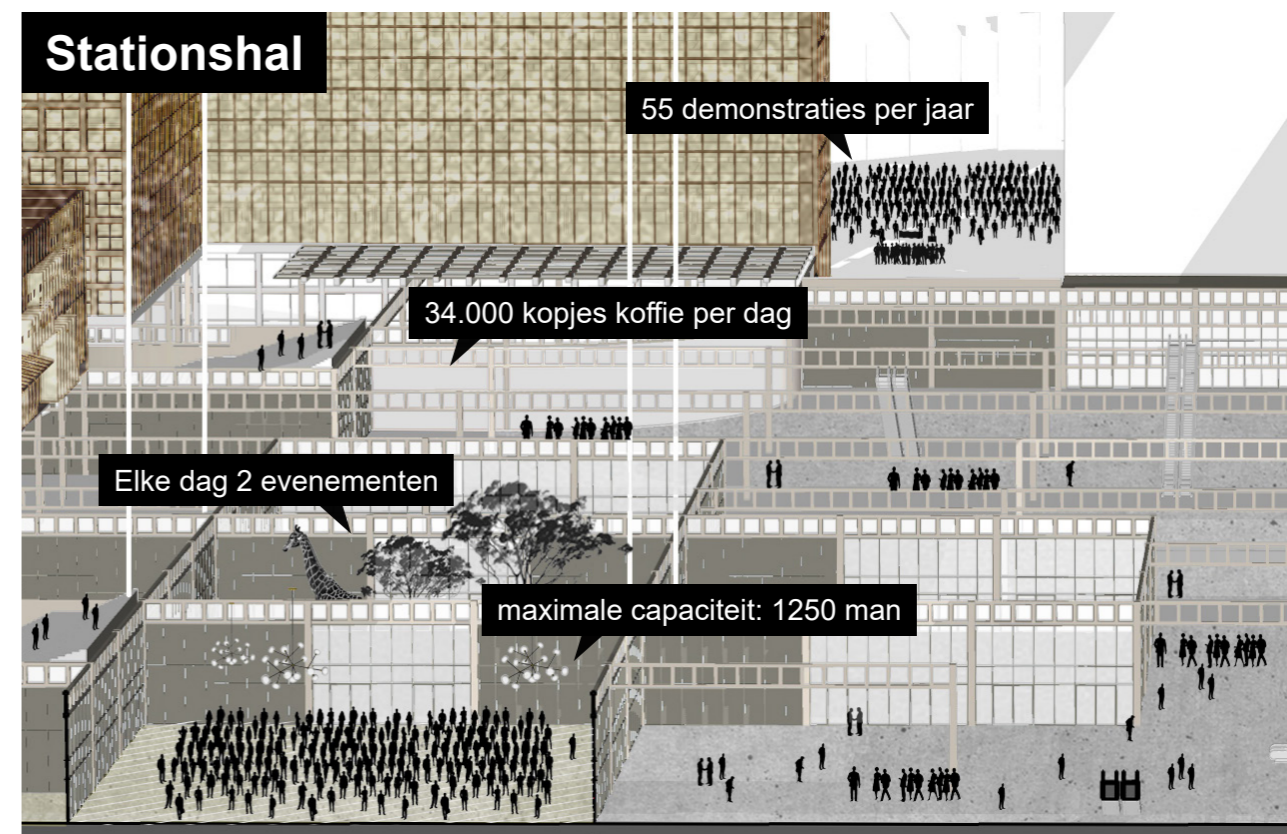 Stationshal
55 demonstraties per jaar
34.000 kopjes koffie per dag
Elke dag 2 evenementen
maximale capaciteit: 1250 man